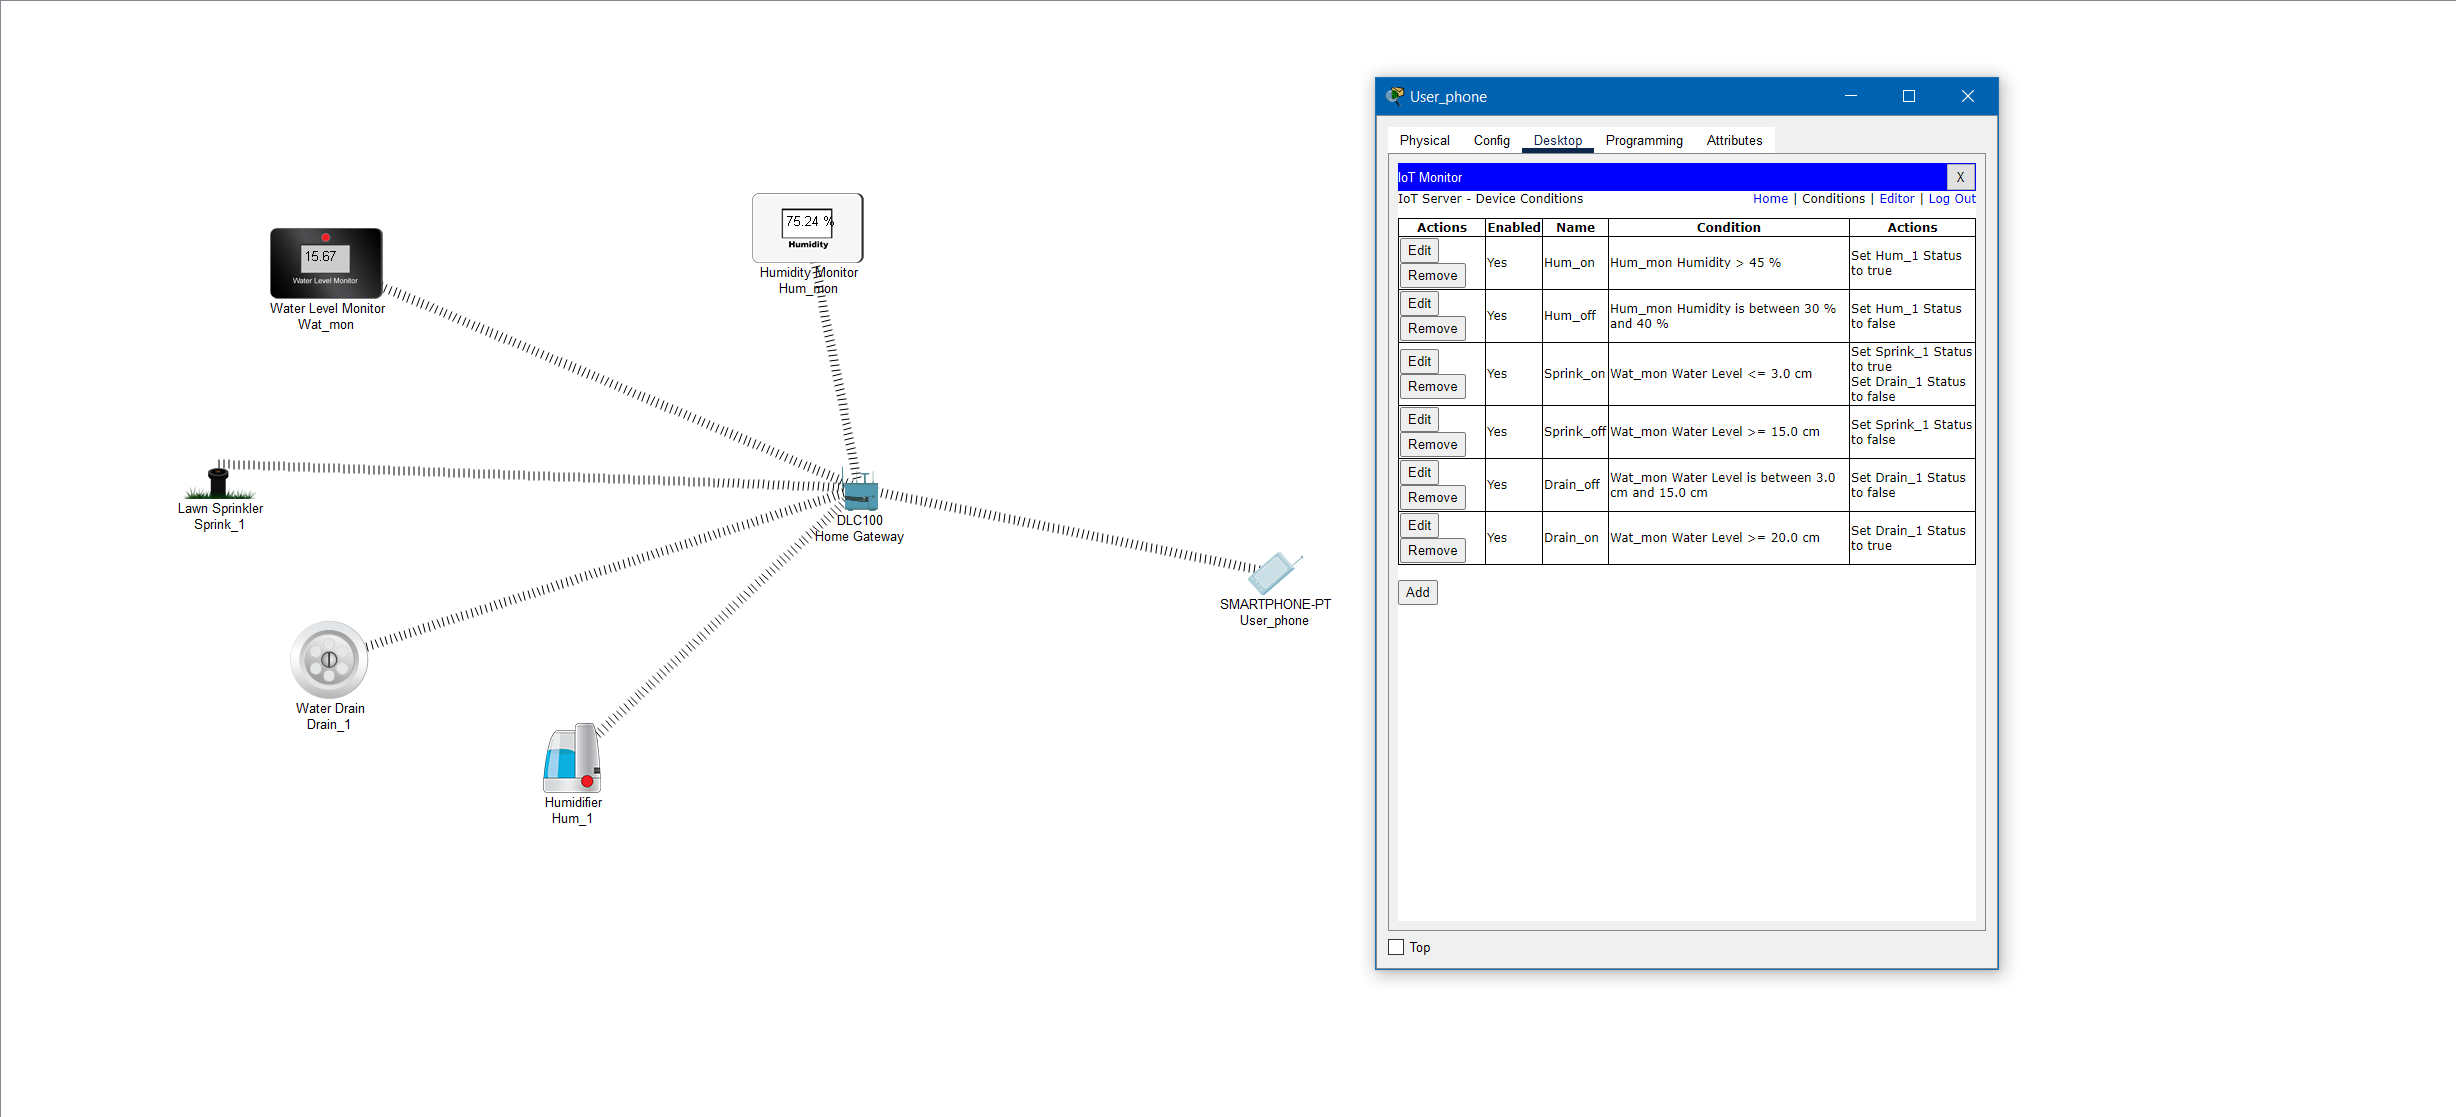 15.67
Water Level Monitor
Water Level Monitor
Wat_mon
75.24 %
Humidity
Humidity Monitor
Hum_mon
Lawn Sprinkler
Sprink_1
DLC100
Home Gateway
SMARTPHONE-PT
User_phone
Water Drain
Drain_1
Humidifier
Hum_1
User_phone
Physical Config Desktop Programming Attributes
IoT Monitor X
IoT Server - Device Conditions Home | Conditions | Editor | Log Out
Actions Enabled Name Condition Actions
Edit
Remove
Yes
Hum_on
Hum_mon Humidity > 45 %
Set Hum_1 Status
to true
Edit
Remove
Yes
Hum_off
Hum_mon Humidity is between 30 %
and 40 %
Set Hum_1 Status
to false
Edit
Remove
Yes
Sprink_on
Wat_mon Water Level <= 3.0 cm
Set Sprink_1 Status
to true
Set Drain_1 Status
to false
Edit
Remove
Yes
Sprink_off
Wat_mon Water Level >= 15.0 cm
Set Sprink_1 Status
to false
Edit
Remove
Yes
Drain_off
Wat_mon Water Level is between 3.0
cm and 15.0 cm
Set Drain_1 Status
to false
Edit
Remove
Yes
Drain_on
Wat_mon Water Level >= 20.0 cm
Set Drain_1 Status
to true
Add
Top